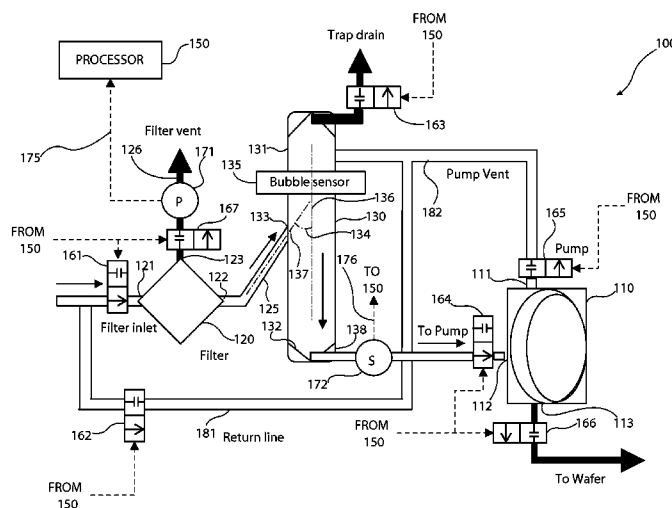 FROM
150
100
150
PROCESSOR
Trap drain
163
175
Filter vent
126
171
P
131
135
Bubble sensor
136
182
Pump Vent
FROM
150
167
133
130
134
165
FROM
150
161
123
137
176
Pump
121
122
125
TO
150
111
110
164
Filter inlet
120
Filter
132
138
To Pump
S
172
112
113
162
181
Return line
FROM
150
166
FROM
150
To Wafer